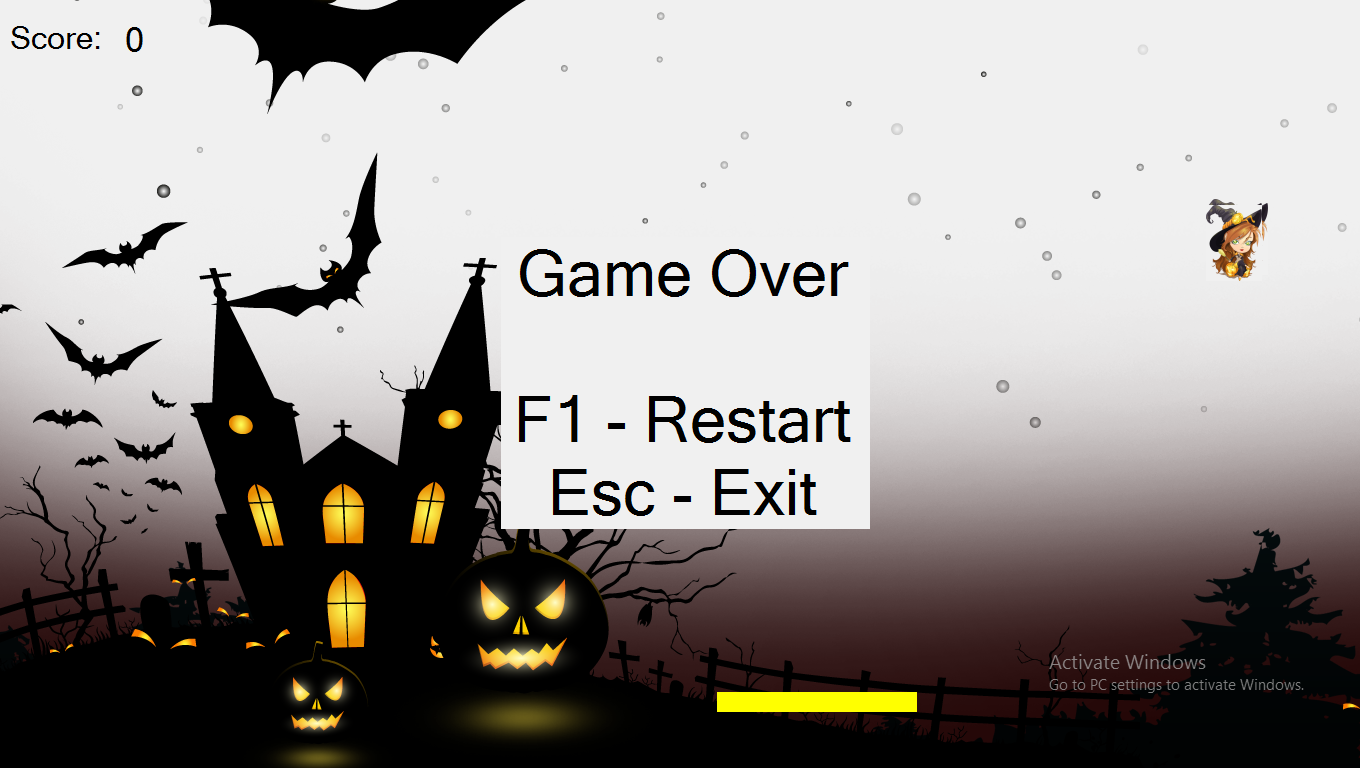 Score: 0
Game Over
F1 - Restart
Esc - Exit
Activate Windows
Go to PC settings to activate Windows.